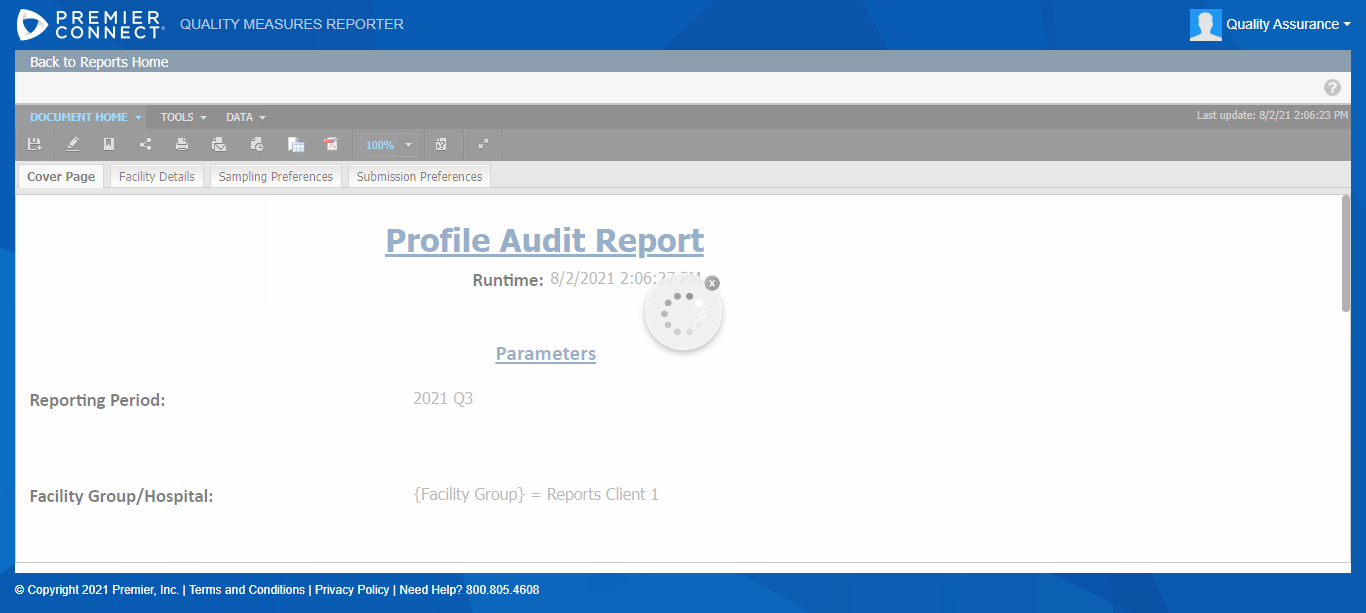 PREMIER
CONNECT
QUALITY MEASURES REPORTER
Quality Assurance
Back to Reports Home
?
DOCUMENT HOME TOOLS DATA
Last update: 8/2/21 2:06:23 PM
100%
Cover Page Facility Details Sampling Preferences Submission Preferences
Profile Audit Report
Runtime: 8/2/2021 2:06:27 PM
x
Parameters
Reporting Period: 2021 Q3
Facility Group/Hospital: {Facility Group} = Reports Client 1
© Copyright 2021 Premier, Inc. | Terms and Conditions | Privacy Policy | Need Help? 800.805.4608